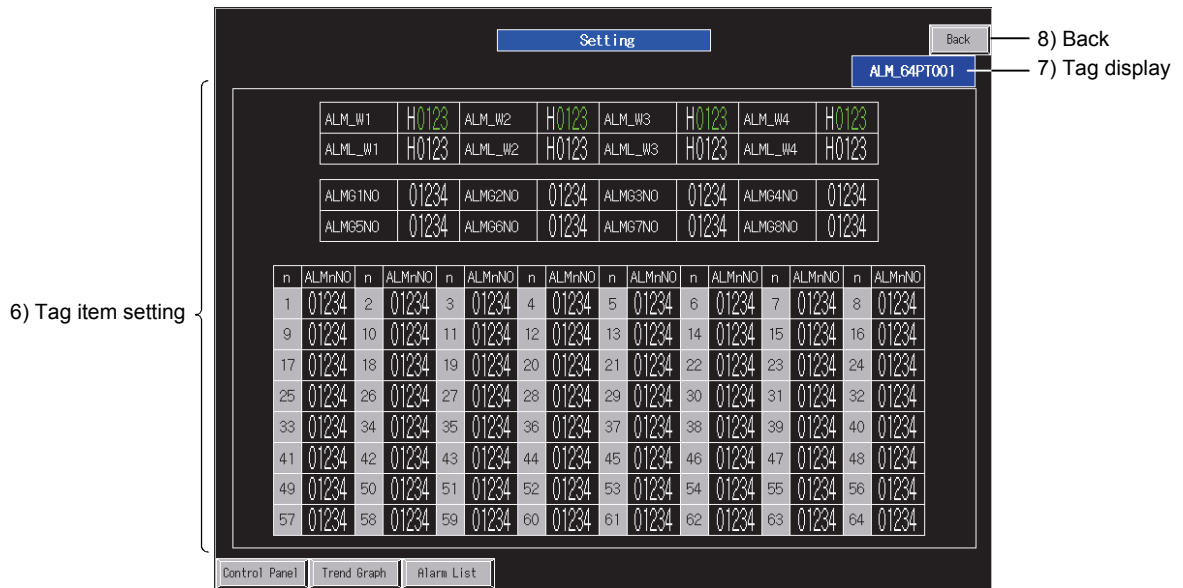 Setting
Back
8) Back
ALM_64PT001
7) Tag display
ALM_W1 H0123 ALM_W2 H0123 ALM_W3 H0123 ALM_W4 H0123
ALML_W1 H0123 ALML_W2 H0123 ALML_W3 H0123 ALML_W4 H0123
ALMG1NO 01234 ALMG2NO 01234 ALMG3NO 01234 ALMG4NO 01234
ALMG5NO 01234 ALMG6NO 01234 ALMG7NO 01234 ALMG8NO 01234
n ALMnNO n ALMnNO n ALMnNO n ALMnNO n ALMnNO n ALMnNO n ALMnNO n ALMnNO
1 01234 2 01234 3 01234 4 01234 5 01234 6 01234 7 01234 8 01234
6) Tag item setting
9 01234 10 01234 11 01234 12 01234 13 01234 14 01234 15 01234 16 01234
17 01234 18 01234 19 01234 20 01234 21 01234 22 01234 23 01234 24 01234
25 01234 26 01234 27 01234 28 01234 29 01234 30 01234 31 01234 32 01234
33 01234 34 01234 35 01234 36 01234 37 01234 38 01234 39 01234 40 01234
41 01234 42 01234 43 01234 44 01234 45 01234 46 01234 47 01234 48 01234
49 01234 50 01234 51 01234 52 01234 53 01234 54 01234 55 01234 56 01234
57 01234 58 01234 59 01234 60 01234 61 01234 62 01234 63 01234 64 01234
Control Panel Trend Graph Alarm List